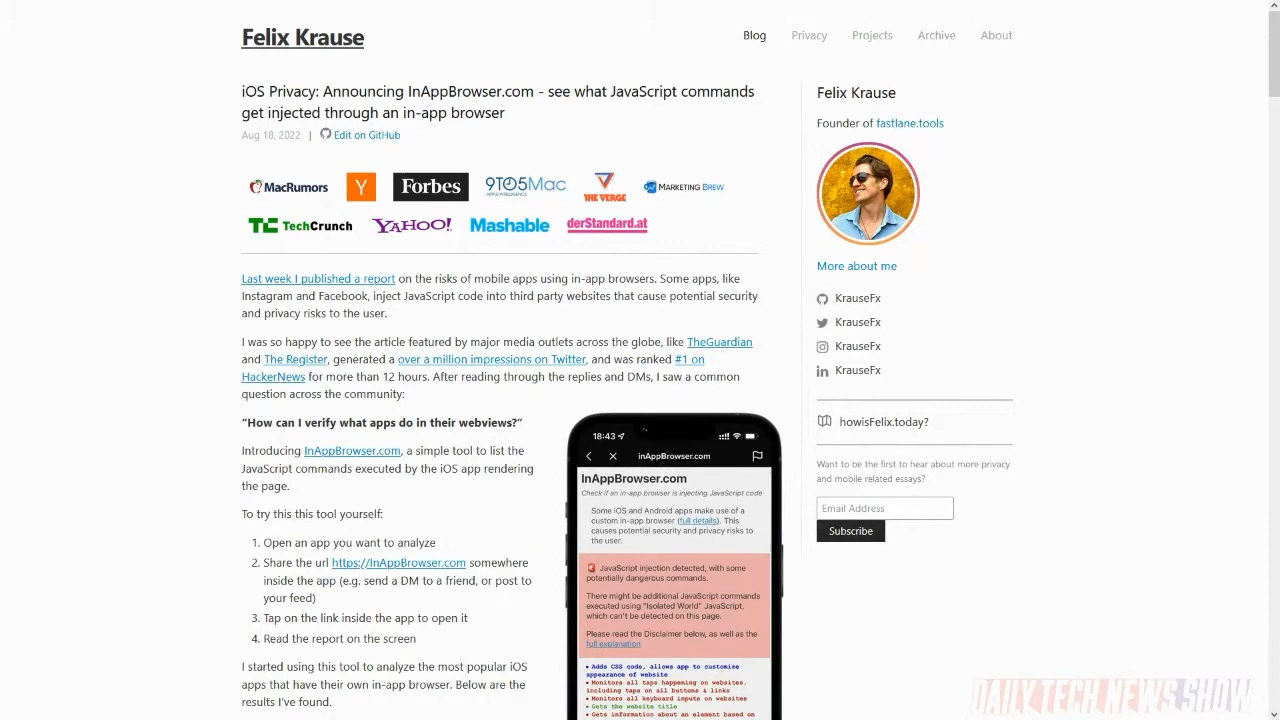 Felix Krause
Blog Privacy Projects Archive About
iOS Privacy: Announcing InAppBrowser.com - see what JavaScript commands
get injected through an in-app browser
Aug 18, 2022 | Edit on GitHub
MacRumors Y Forbes 9TO5Mac APPLE INTELLIGENCE THE VERGE MARKETING BREW
TC TechCrunch YAHOO! Mashable derStandard.at
Last week I published a report on the risks of mobile apps using in-app browsers. Some apps, like
Instagram and Facebook, inject JavaScript code into third party websites that cause potential security
and privacy risks to the user.
I was so happy to see the article featured by major media outlets across the globe, like TheGuardian
and The Register, generated a over a million impressions on Twitter, and was ranked #1 on
HackerNews for more than 12 hours. After reading through the replies and DMs, I saw a common
question across the community:
“How can I verify what apps do in their webviews?”
Introducing InAppBrowser.com, a simple tool to list the
JavaScript commands executed by the iOS app rendering
the page.
To try this this tool yourself:
1. Open an app you want to analyze
2. Share the url https://InAppBrowser.com somewhere
inside the app (e.g. send a DM to a friend, or post to
your feed)
3. Tap on the link inside the app to open it
4. Read the report on the screen
I started using this tool to analyze the most popular iOS
apps that have their own in-app browser. Below are the
results I’ve found.
18:43
inAppBrowser.com
InAppBrowser.com
Check if an in-app browser is injecting JavaScript code
Some iOS and Android apps make use of a
custom in-app browser (full details). This
causes potential security and privacy risks to
the user.
JavaScript injection detected, with some
potentially dangerous commands.
There might be additional JavaScript commands
executed using "Isolated World" JavaScript,
which can't be detected on this page.
Please read the Disclaimer below, as well as the
full explanation
• Adds CSS code, allows app to customize
appearance of website
• Monitors all taps happening on websites,
including taps on all buttons & links
• Monitors all keyboard inputs on websites
• Gets the website title
• Gets information about an element based on
Felix Krause
Founder of fastlane.tools
More about me
KrauseFx
KrauseFx
KrauseFx
KrauseFx
howisFelix.today?
Want to be the first to hear about more privacy
and mobile related essays?
Email Address
Subscribe
DAILY TECH NEWS SHOW